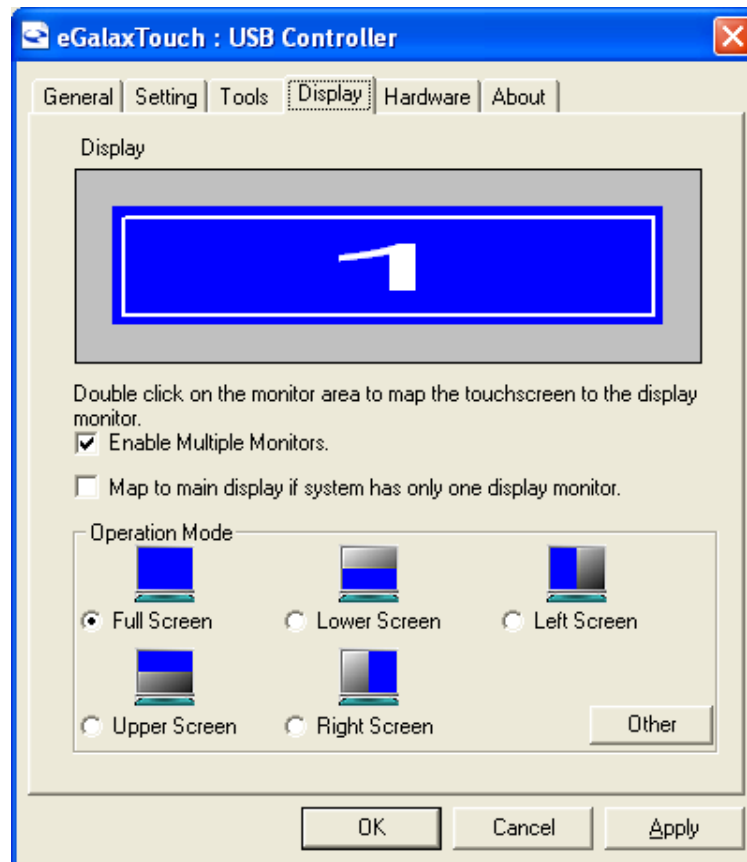 eGalaxTouch : USB Controller
General Setting Tools Display Hardware About
Display
1
Double click on the monitor area to map the touchscreen to the display
monitor.
Enable Multiple Monitors.
Map to main display if system has only one display monitor.
Operation Mode
Full Screen Lower Screen Left Screen
Upper Screen Right Screen Other
OK Cancel Apply